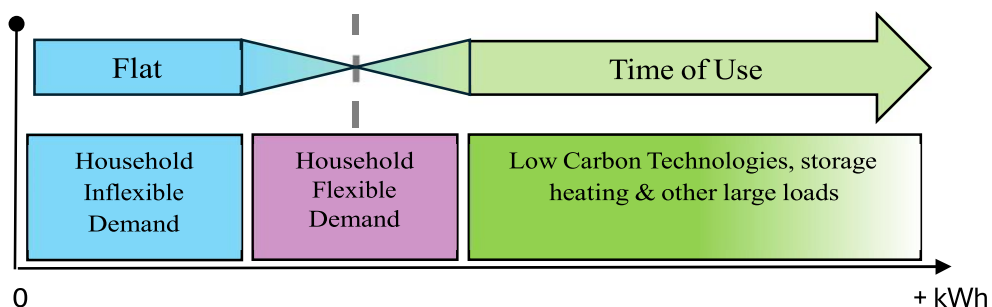 Flat
Time of Use
Household
Inflexible
Demand
Household
Flexible
Demand
Low Carbon Technologies, storage
heating & other large loads
0
+ kWh